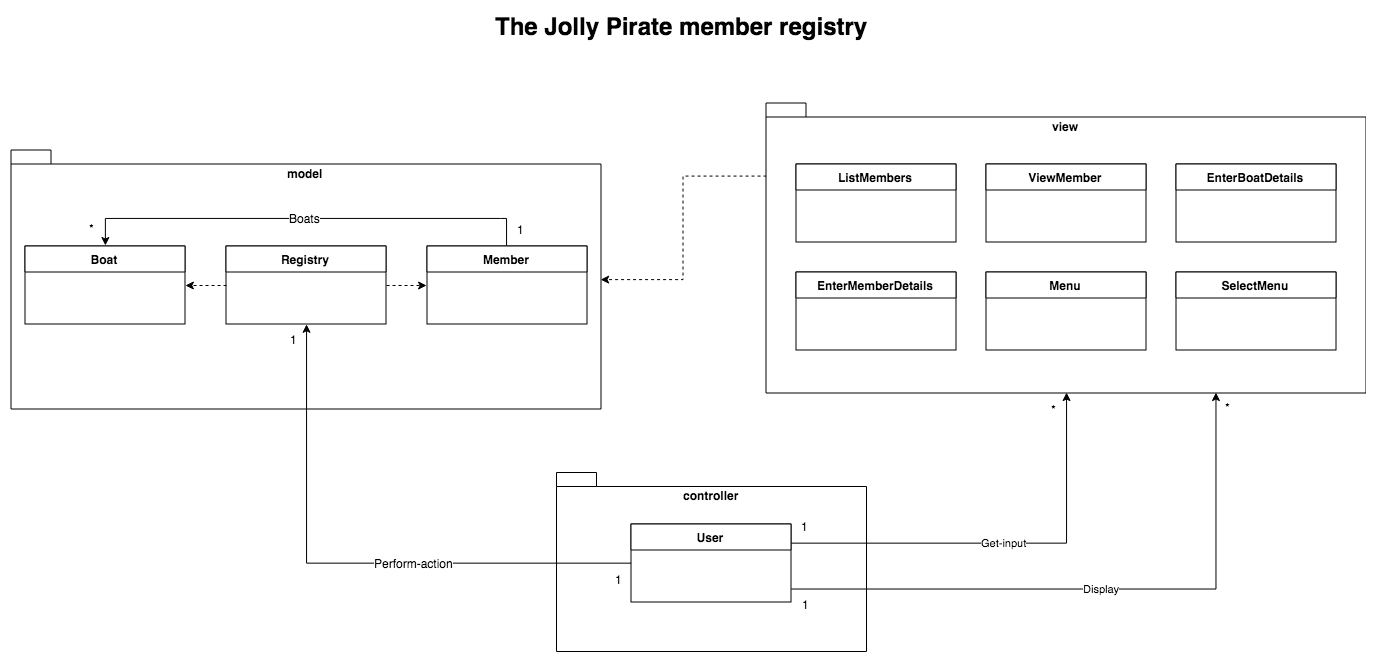 The Jolly Pirate member registry
view
model
ListMembers
ViewMember
EnterBoatDetails
Boats
*
1
Boat
Registry
Member
EnterMemberDetails
Menu
SelectMenu
1
*
*
controller
User
1
Get-input
Perform-action
1
Display
1